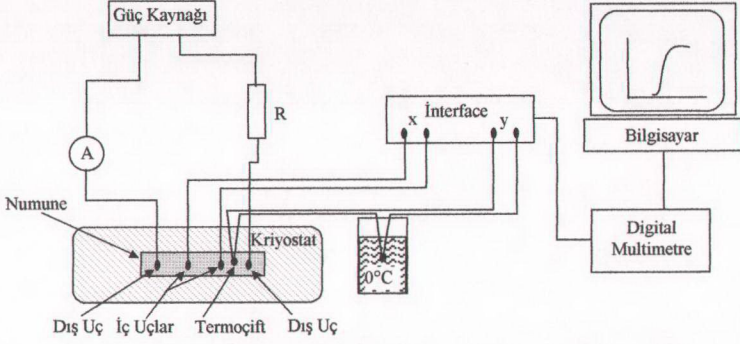 Güç Kaynağı
R
A
İnterface
x
y
Bilgisayar
Numune
Kriyostat
0°C
Digital
Multimetre
Dış Uç
İç Uçlar
Termoçift
Dış Uç